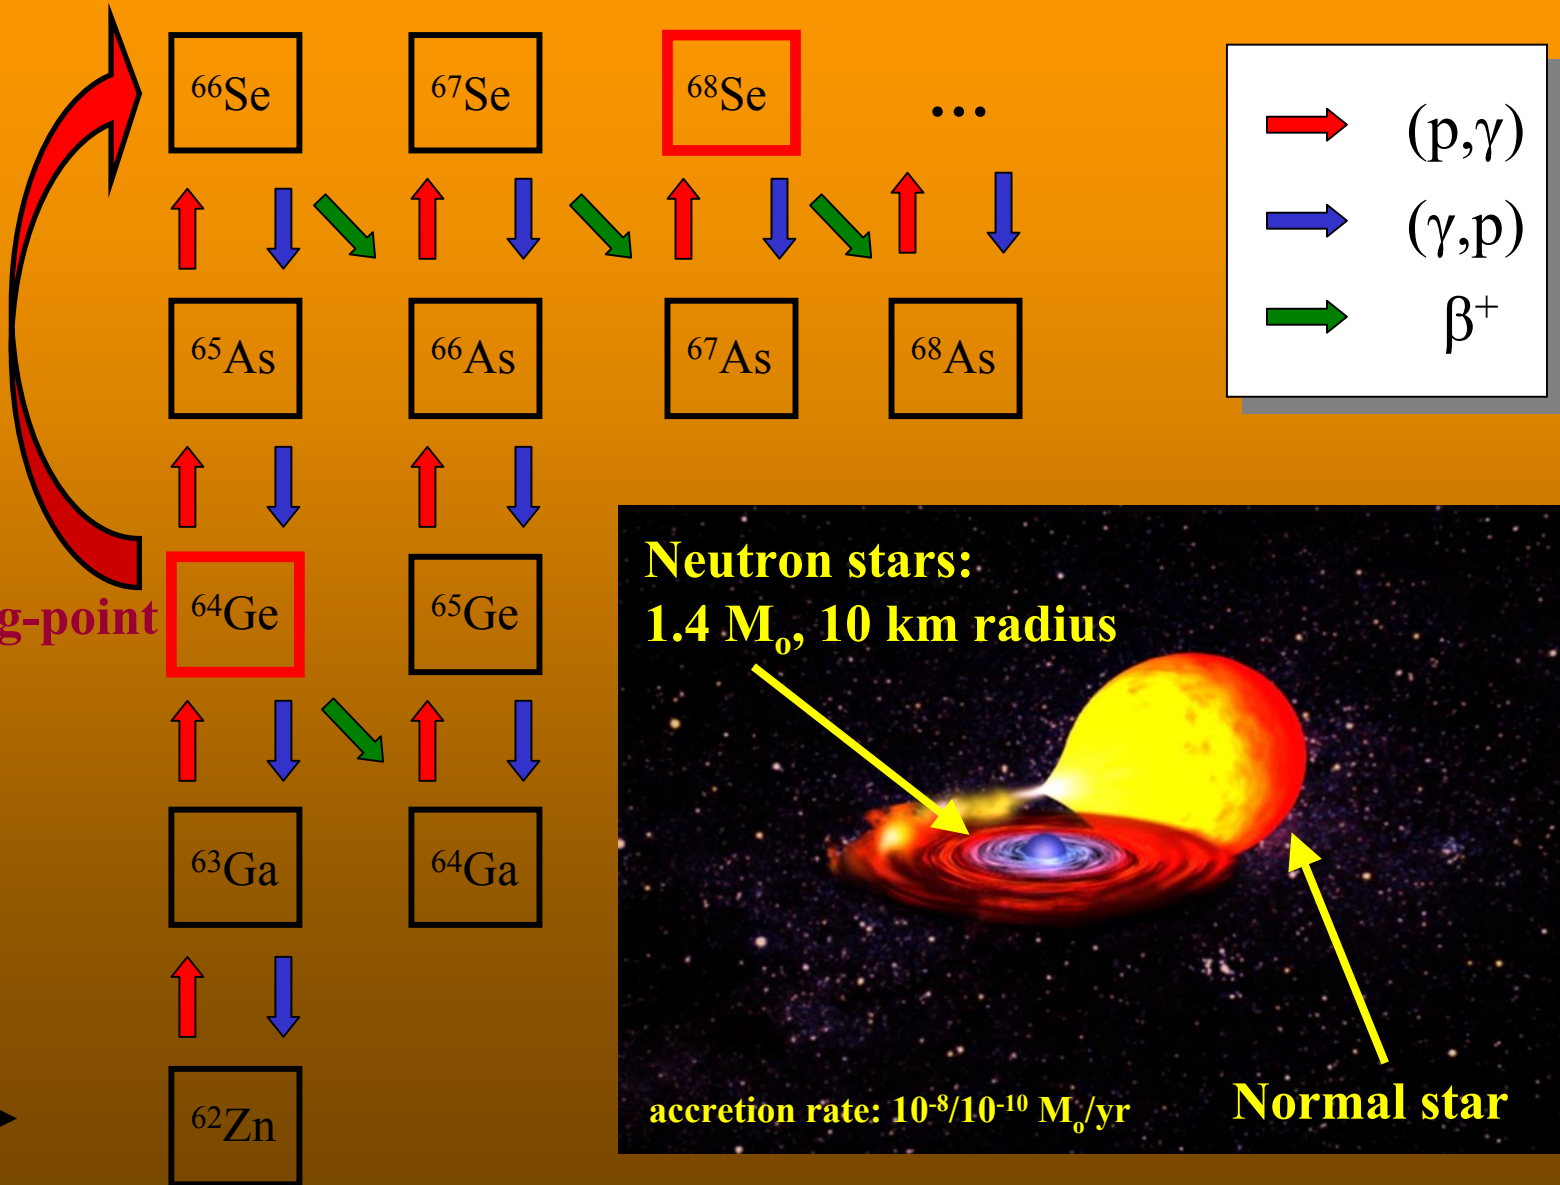 ⁶⁶Se ⁶⁷Se ⁶⁸Se …
(p,γ)
(γ,p)
β⁺
⁶⁵As ⁶⁶As ⁶⁷As ⁶⁸As
g-point ⁶⁴Ge ⁶⁵Ge
⁶³Ga ⁶⁴Ga
⁶²Zn
Neutron stars:
1.4 Mₒ, 10 km radius
accretion rate: 10⁻⁸/10⁻¹⁰ Mₒ/yr
Normal star